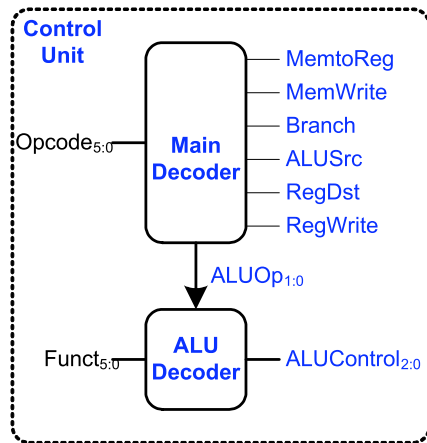 Control
Unit
MemtoReg
MemWrite
Branch
ALUSrc
RegDst
RegWrite
Opcode5:0
Main
Decoder
ALUOp1:0
Funct5:0
ALU
Decoder
ALUControl2:0